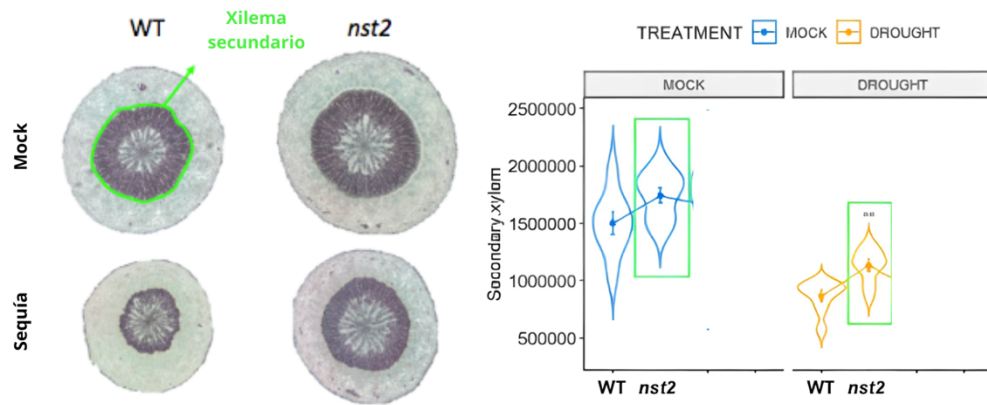 WT
nst2
Xilema
secundario
Mock
Sequía
TREATMENT MOCK DROUGHT
MOCK
DROUGHT
Secondary.xylem
2500000
2000000
1500000
1000000
500000
WT nst2
WT nst2